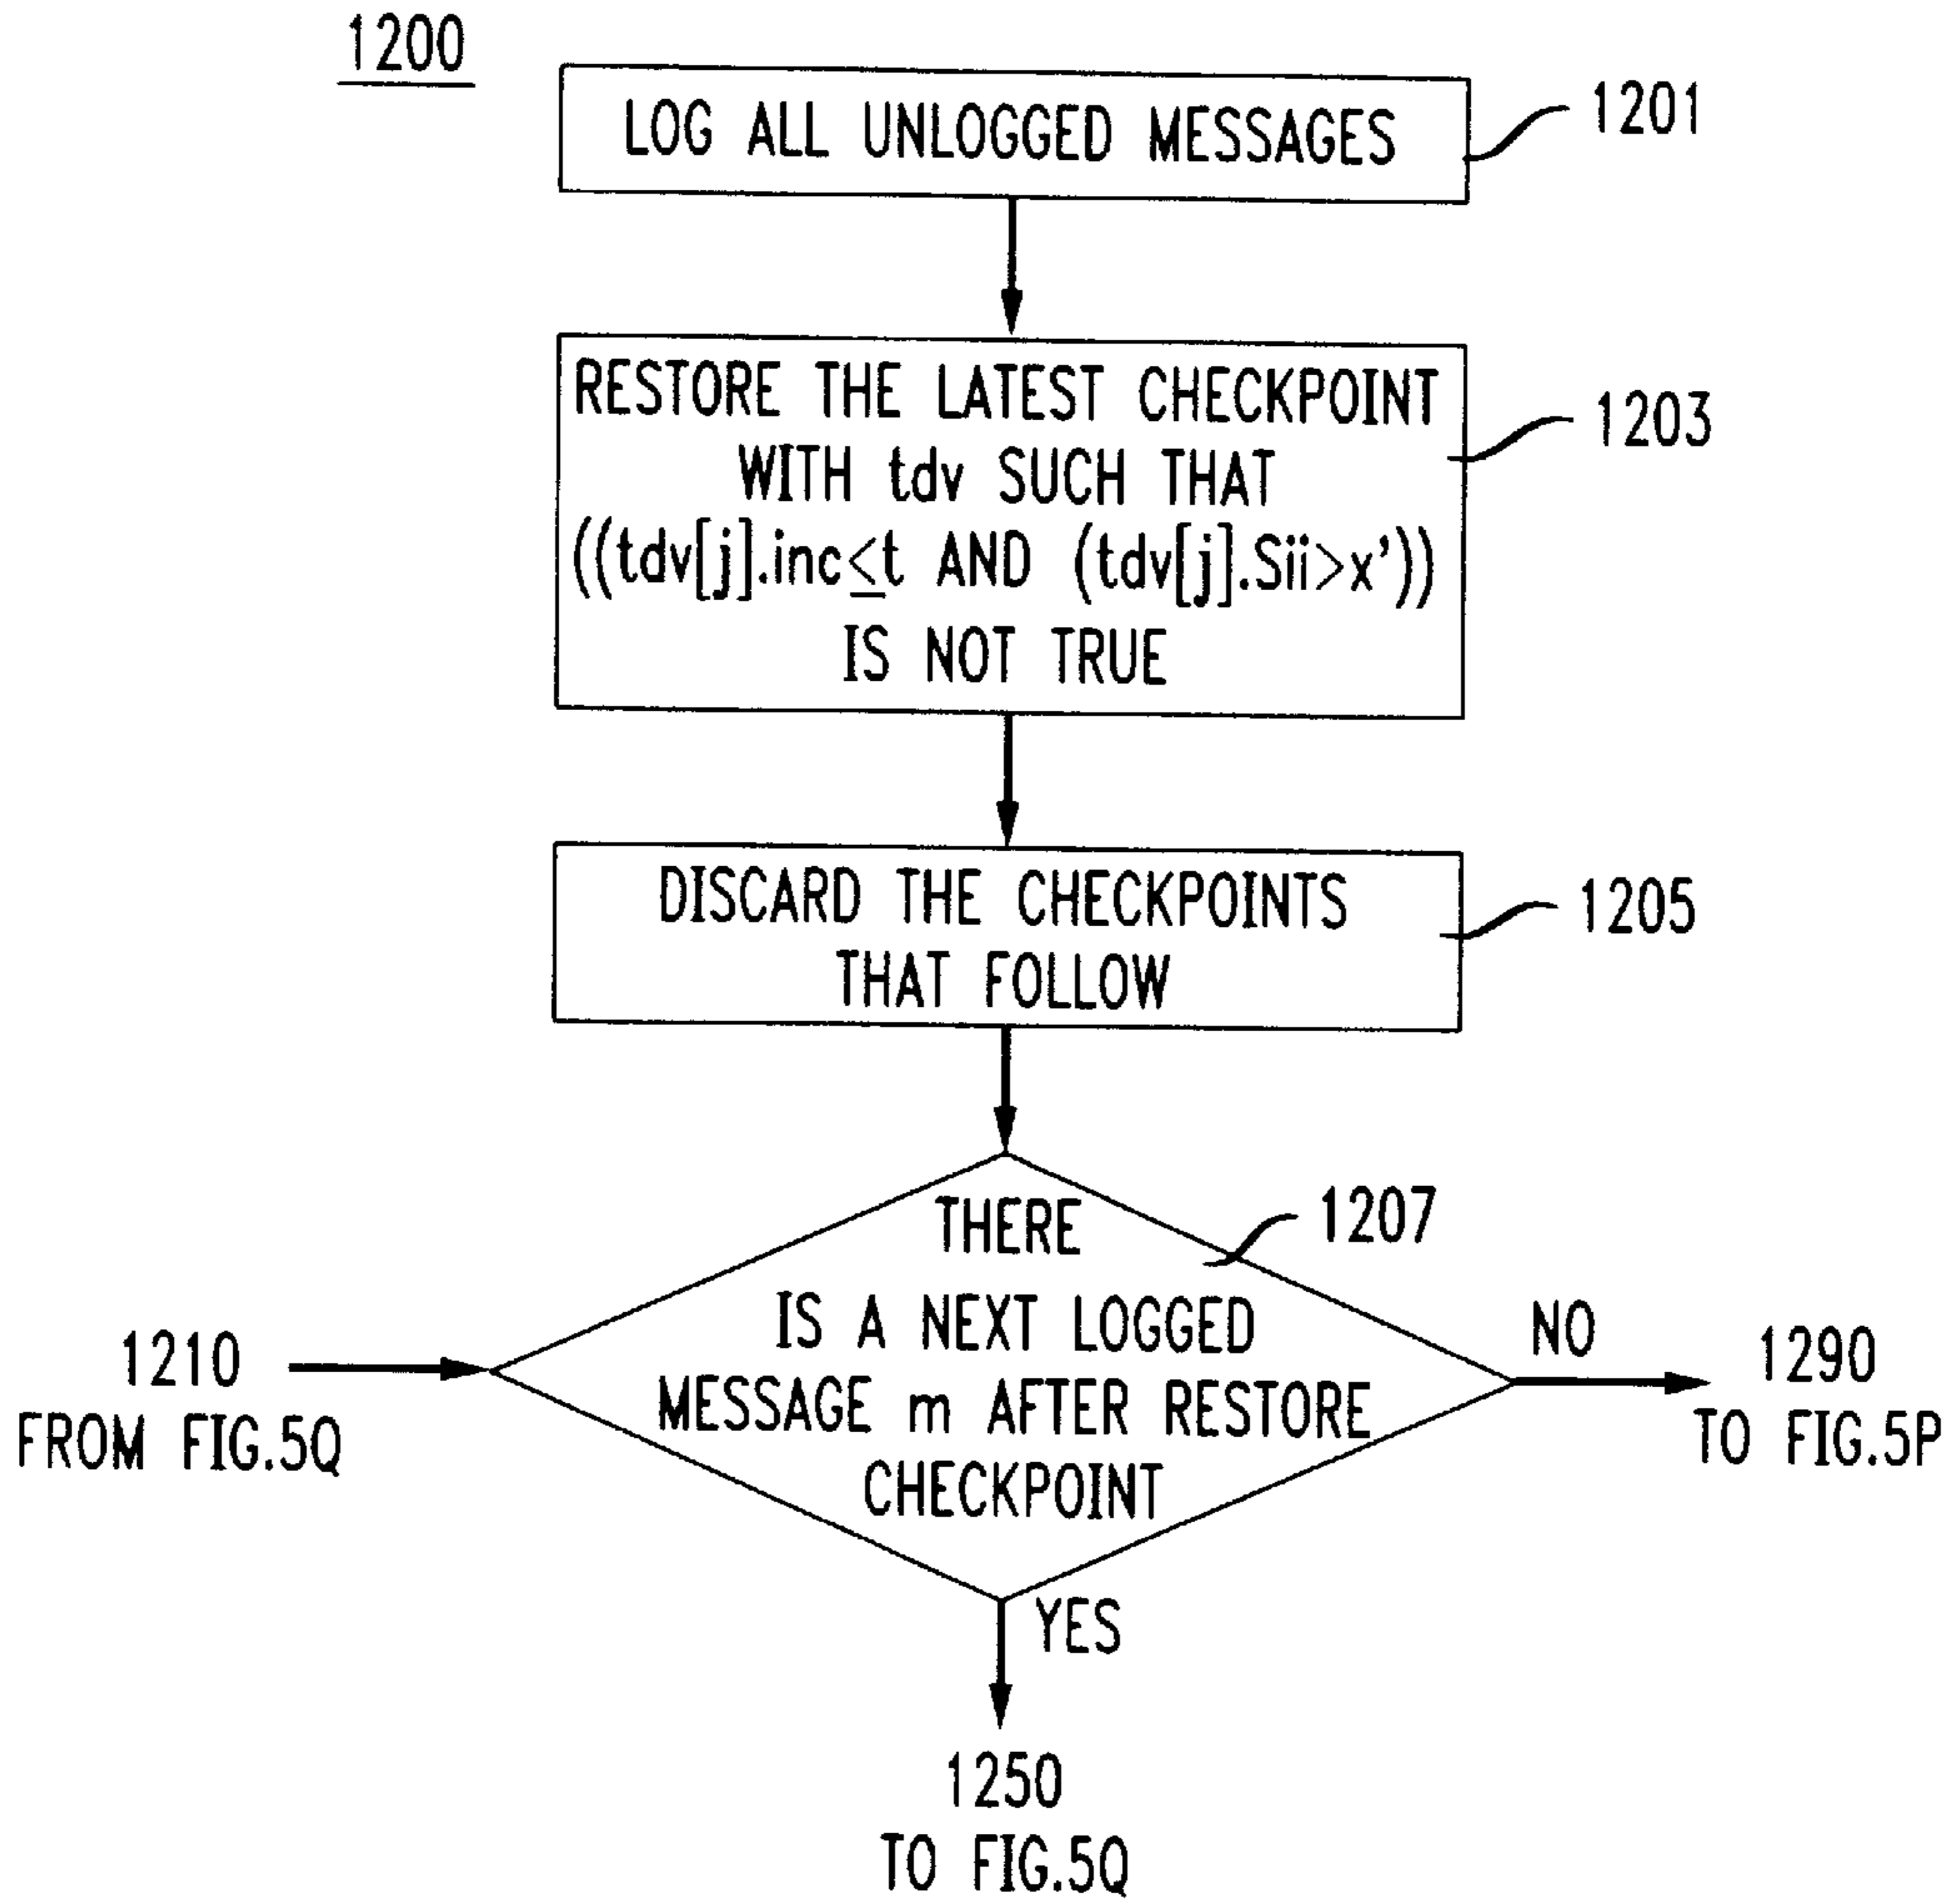 1200
LOG ALL UNLOGGED MESSAGES
1201
RESTORE THE LATEST CHECKPOINT
WITH tdv SUCH THAT
((tdv[j].inc≤t AND (tdv[j].Sii>x'))
IS NOT TRUE
1203
DISCARD THE CHECKPOINTS
THAT FOLLOW
1205
THERE
IS A NEXT LOGGED
MESSAGE m AFTER RESTORE
CHECKPOINT
1207
1210
FROM FIG.5Q
NO
1290
TO FIG.5P
YES
1250
TO FIG.5Q